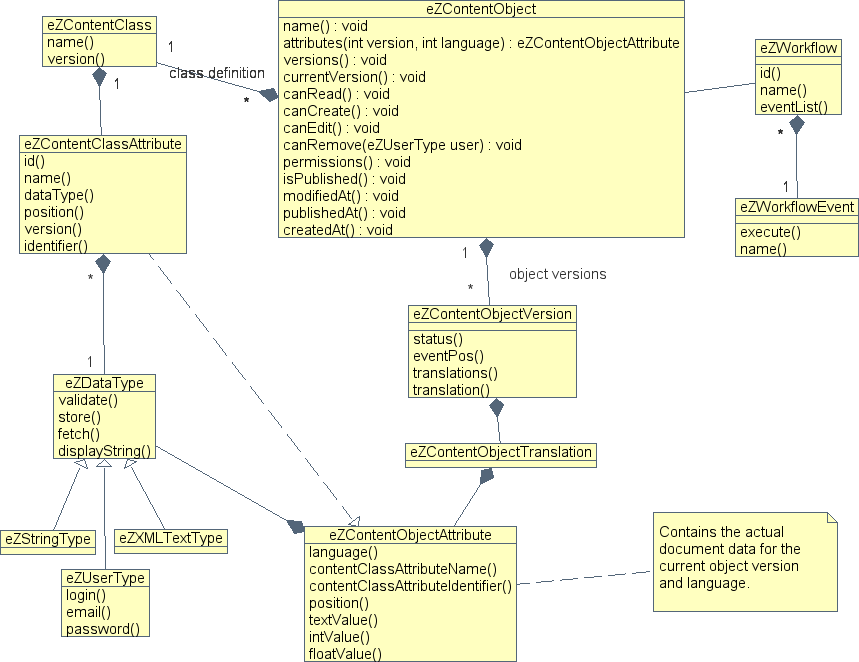 eZContentClass
name()
version()
1
class definition
*
1
eZContentObject
name() : void
attributes(int version, int language) : eZContentObjectAttribute
versions() : void
currentVersion() : void
canRead() : void
canCreate() : void
canEdit() : void
canRemove(eZUserType user) : void
permissions() : void
isPublished() : void
modifiedAt() : void
publishedAt() : void
createdAt() : void
eZWorkflow
id()
name()
eventList()
*
1
eZWorkflowEvent
execute()
name()
eZContentClassAttribute
id()
name()
dataType()
position()
version()
identifier()
*
1
1
object versions
*
eZContentObjectVersion
status()
eventPos()
translations()
translation()
eZDataType
validate()
store()
fetch()
displayString()
eZContentObjectTranslation
eZStringType
eZXMLTextType
eZUserType
login()
email()
password()
eZContentObjectAttribute
language()
contentClassAttributeName()
contentClassAttributeIdentifier()
position()
textValue()
intValue()
floatValue()
Contains the actual
document data for the
current object version
and language.